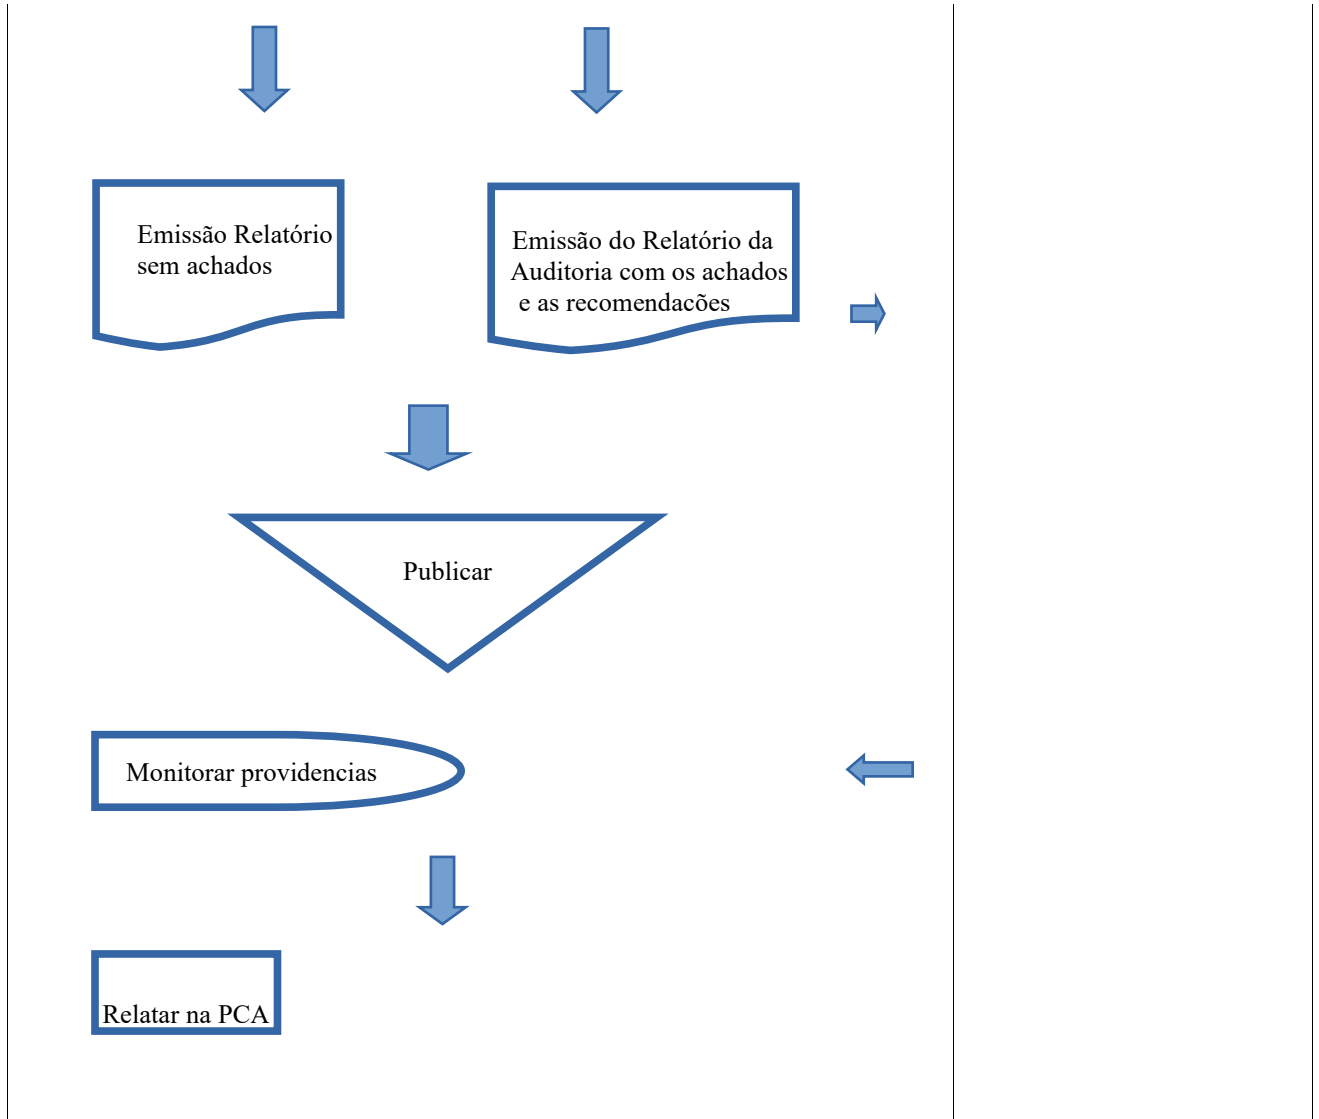 Emissão Relatório
sem achados
Emissão do Relatório da
Auditoria com os achados
e as recomendacões
Publicar
Monitorar providencias
Relatar na PCA